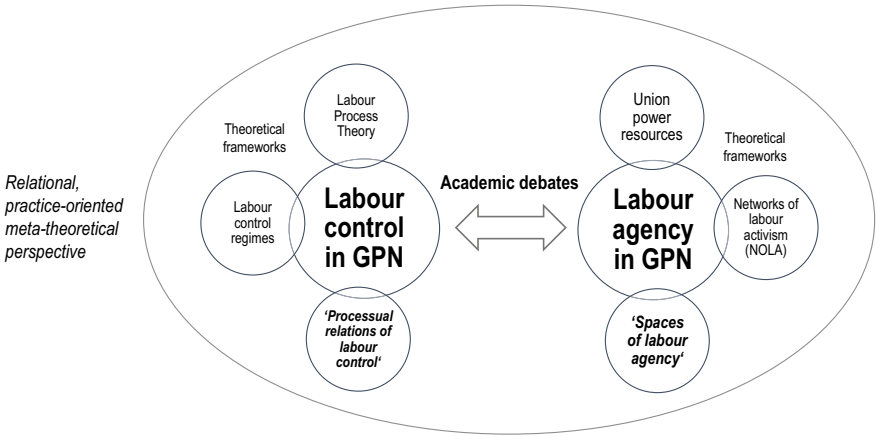 Relational,
practice-oriented
meta-theoretical
perspective
Theoretical
frameworks
Labour
Process
Theory
Labour
control
regimes
Labour
control
in GPN
‘Processual
relations of
labour
control‘
Academic debates
Union
power
resources
Theoretical
frameworks
Labour
agency
in GPN
Networks of
labour
activism
(NOLA)
‘Spaces
of labour
agency‘